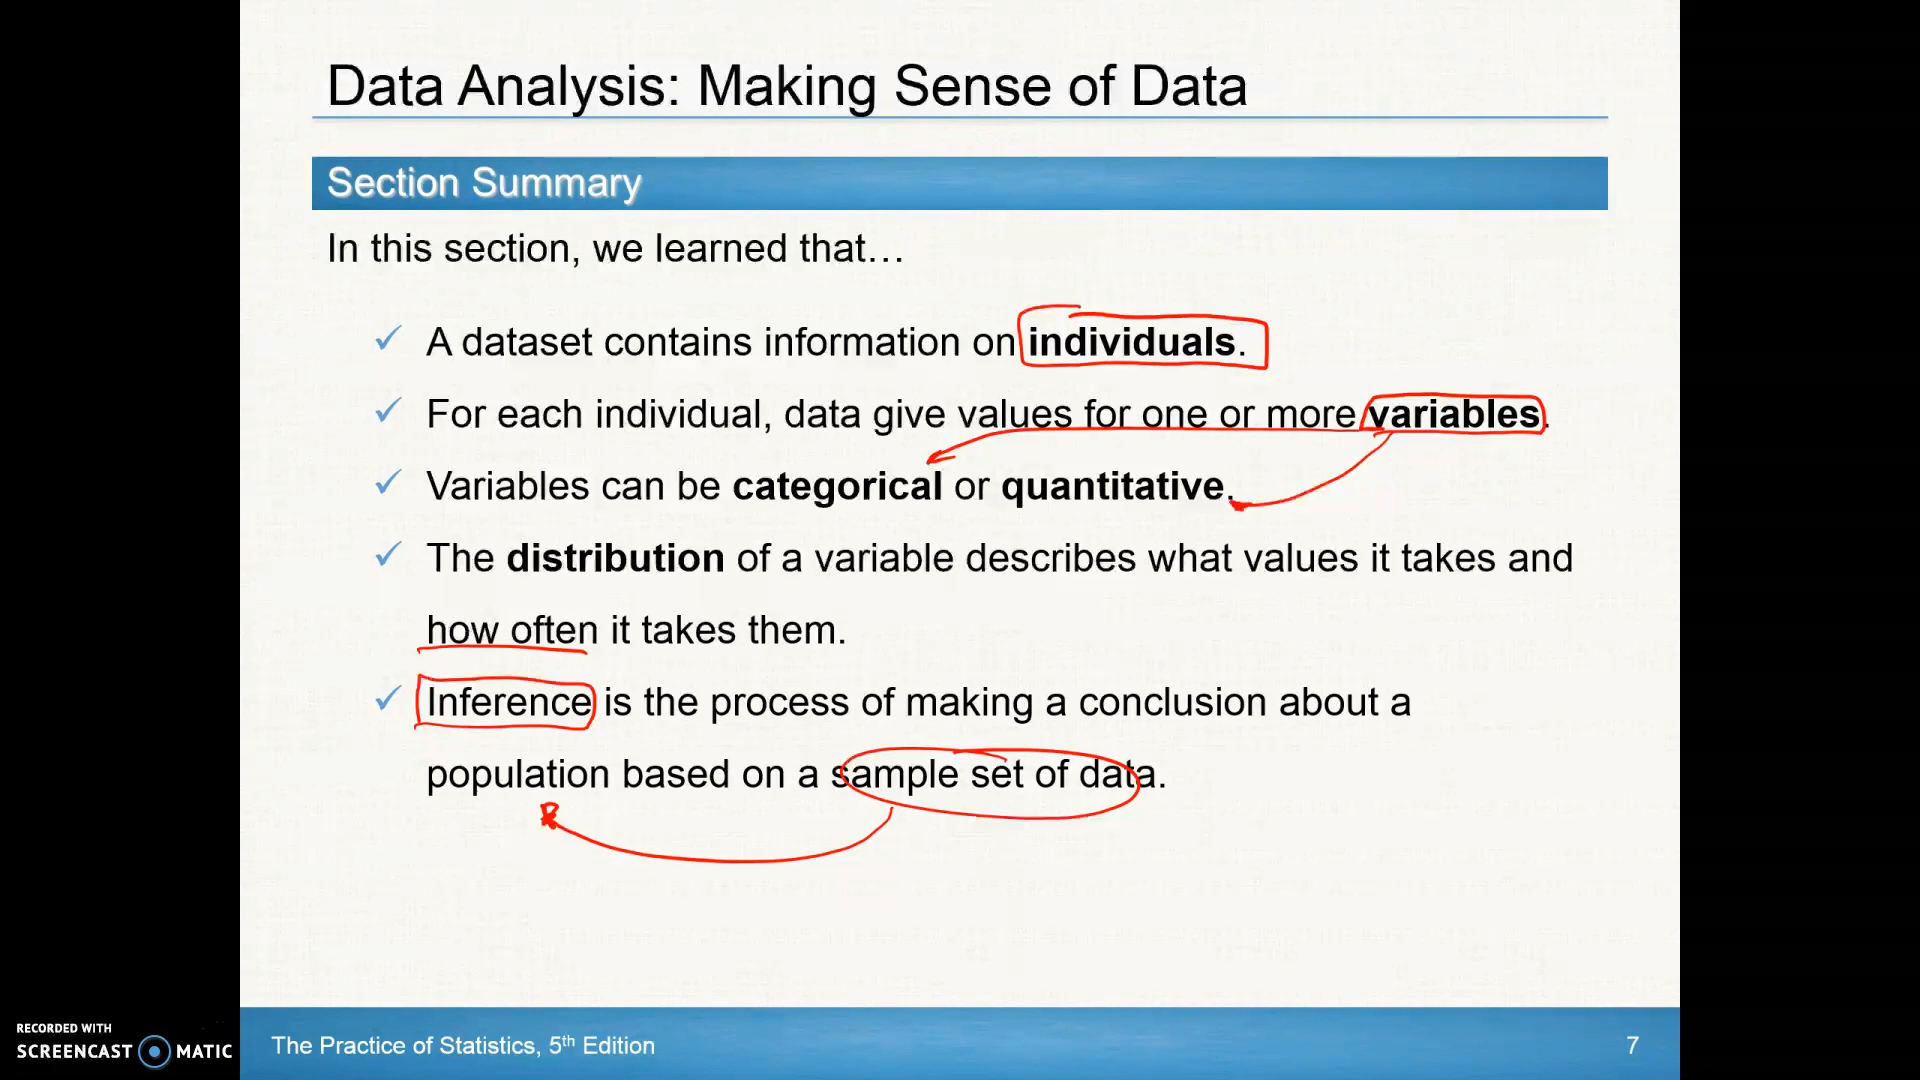 Data Analysis: Making Sense of Data
Section Summary
In this section, we learned that…
✓ A dataset contains information on individuals.
✓ For each individual, data give values for one or more variables.
✓ Variables can be categorical or quantitative.
✓ The distribution of a variable describes what values it takes and
how often it takes them.
✓ Inference is the process of making a conclusion about a
population based on a sample set of data.
RECORDED WITH
SCREENCAST MATIC
The Practice of Statistics, 5th Edition
7